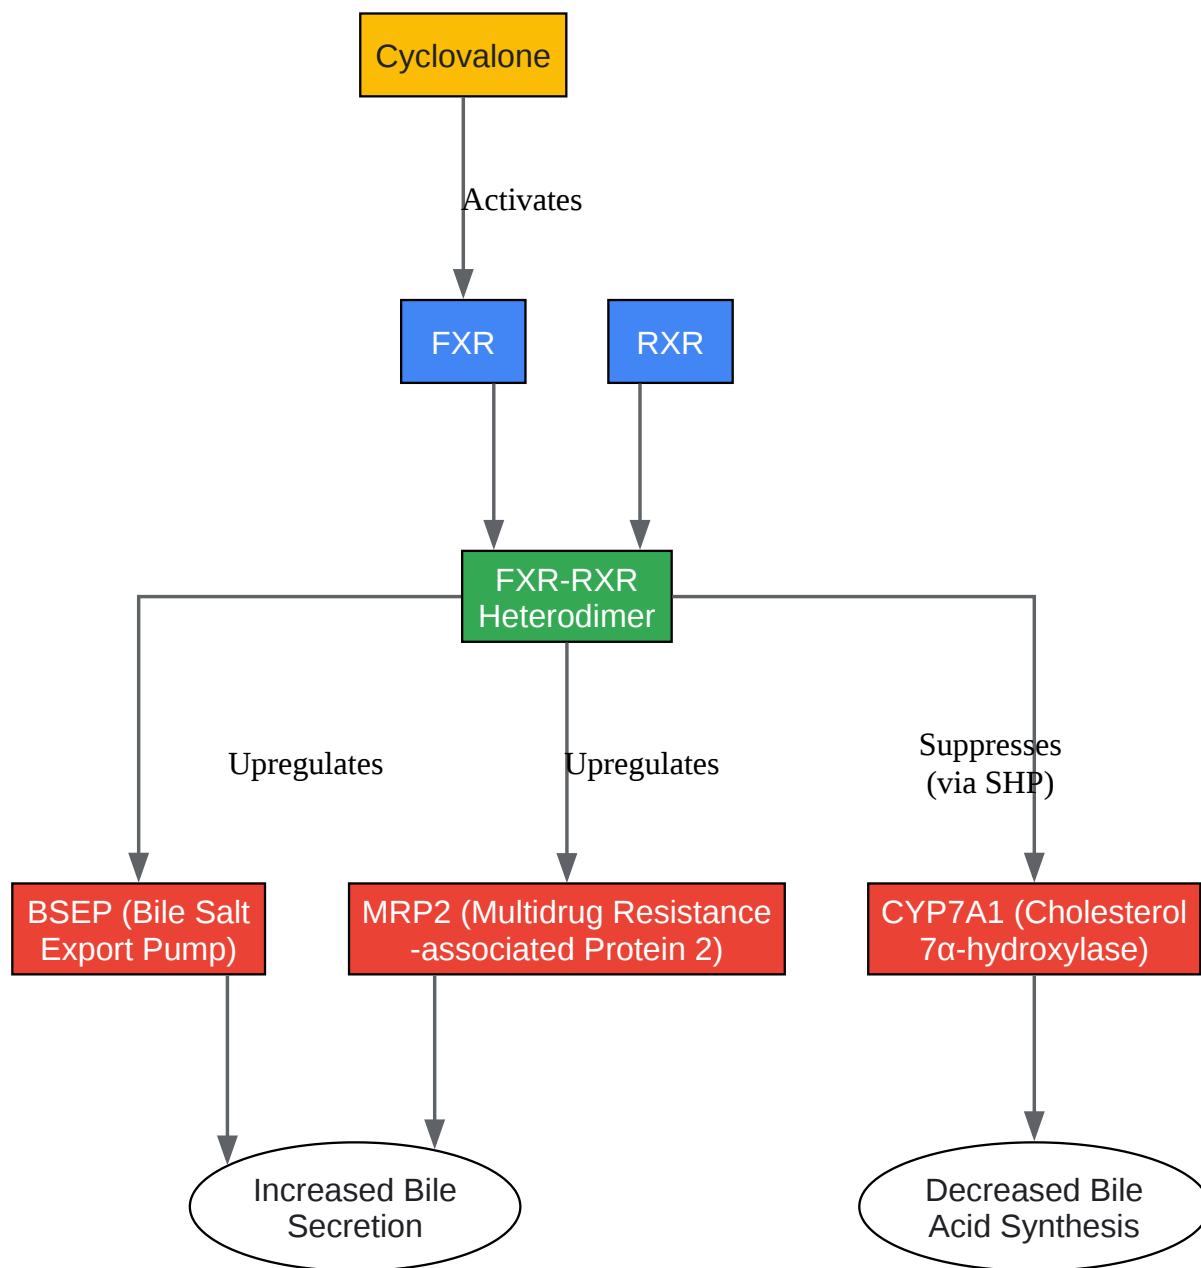 Cyclovalone
Activates
FXR
RXR
FXR-RXR
Heterodimer
Upregulates
Upregulates
Suppresses
(via SHP)
BSEP (Bile Salt
Export Pump)
MRP2 (Multidrug Resistance
-associated Protein 2)
CYP7A1 (Cholesterol
7α-hydroxylase)
Increased Bile
Secretion
Decreased Bile
Acid Synthesis